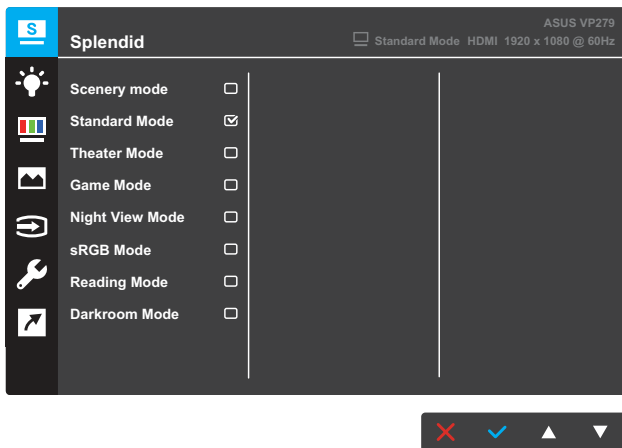 S
ASUS VP279
Splendid
Standard Mode HDMI 1920 x 1080 @ 60Hz
Scenery mode
Standard Mode
Theater Mode
Game Mode
Night View Mode
sRGB Mode
Reading Mode
Darkroom Mode